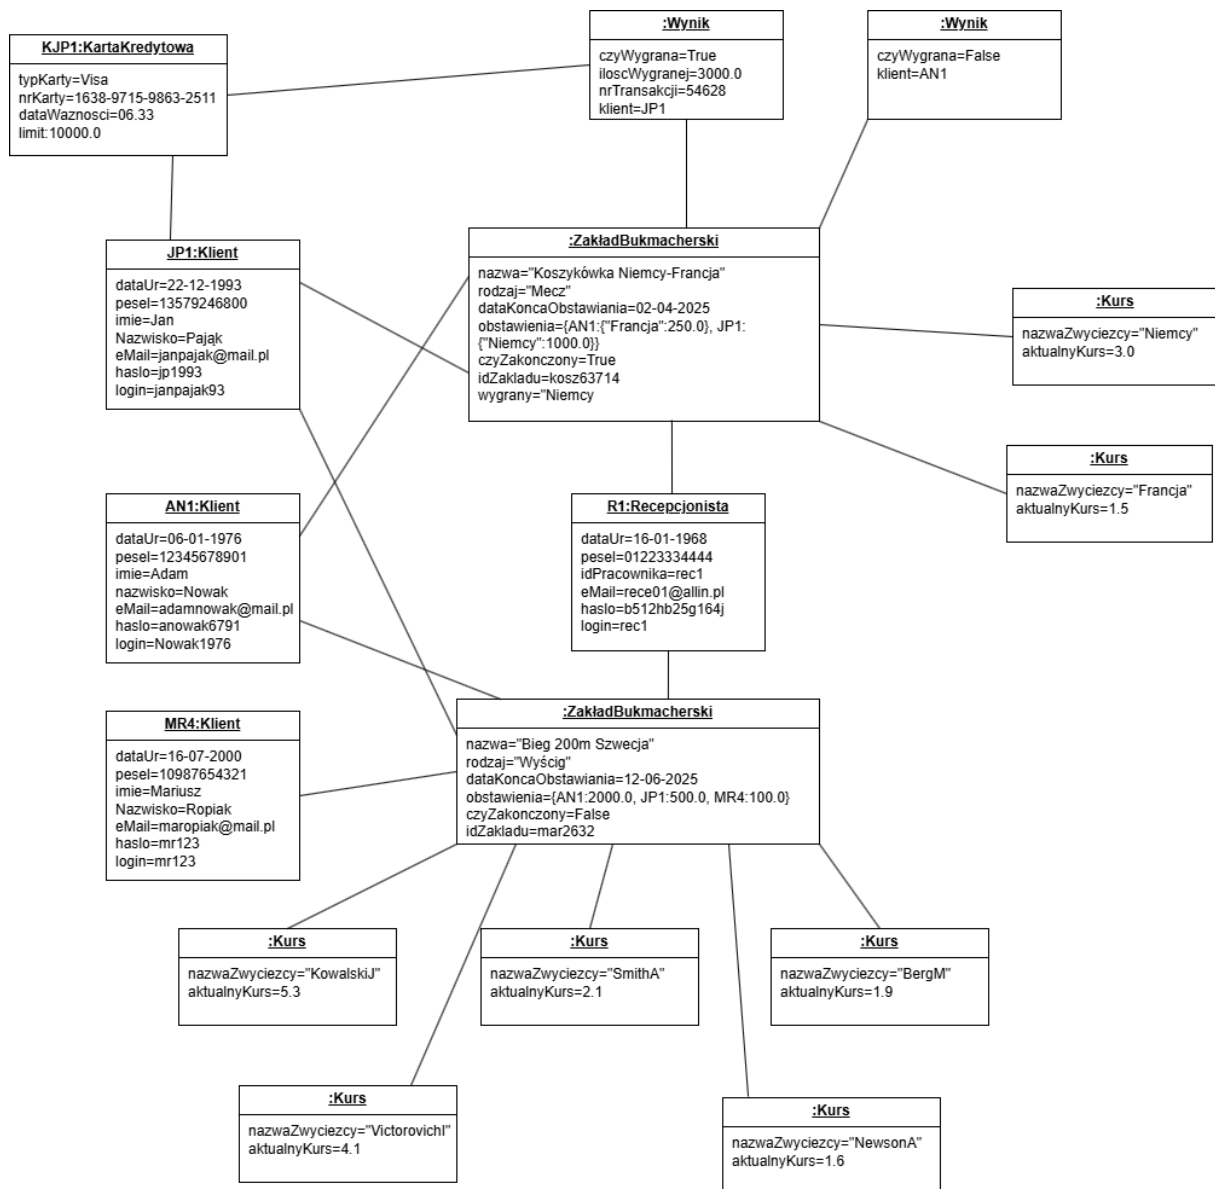 KJP1:KartaKredytowa
typKarty=Visa
nrKarty=1638-9715-9863-2511
dataWaznosci=06.33
limit:10000.0
:Wynik
czyWygrana=True
iloscWygranej=3000.0
nrTransakcji=54628
klient=JP1
:Wynik
czyWygrana=False
klient=AN1
JP1:Klient
dataUr=22-12-1993
pesel=13579246800
imie=Jan
Nazwisko=Pająk
eMail=janpajak@mail.pl
haslo=jp1993
login=janpajak93
:ZakładBukmacherski
nazwa="Koszykówka Niemcy-Francja"
rodzaj="Mecz"
dataKoncaObstawiania=02-04-2025
obstawienia={AN1:{"Francja":250.0}, JP1:
{"Niemcy":1000.0}}
czyZakonczony=True
idZakladu=kosz63714
wygrany="Niemcy
:Kurs
nazwaZwyciezcy="Niemcy"
aktualnyKurs=3.0
:Kurs
nazwaZwyciezcy="Francja"
aktualnyKurs=1.5
AN1:Klient
dataUr=06-01-1976
pesel=12345678901
imie=Adam
nazwisko=Nowak
eMail=adamnowak@mail.pl
haslo=anowak6791
login=Nowak1976
R1:Recepcjonista
dataUr=16-01-1968
pesel=01223334444
idPracownika=rec1
eMail=rece01@allin.pl
haslo=b512hb25g164j
login=rec1
MR4:Klient
dataUr=16-07-2000
pesel=10987654321
imie=Mariusz
Nazwisko=Ropiak
eMail=maropiak@mail.pl
haslo=mr123
login=mr123
:ZakładBukmacherski
nazwa="Bieg 200m Szwecja"
rodzaj="Wyścig"
dataKoncaObstawiania=12-06-2025
obstawienia={AN1:2000.0, JP1:500.0, MR4:100.0}
czyZakonczony=False
idZakladu=mar2632
:Kurs
nazwaZwyciezcy="KowalskiJ"
aktualnyKurs=5.3
:Kurs
nazwaZwyciezcy="SmithA"
aktualnyKurs=2.1
:Kurs
nazwaZwyciezcy="BergM"
aktualnyKurs=1.9
:Kurs
nazwaZwyciezcy="VictorovichI"
aktualnyKurs=4.1
:Kurs
nazwaZwyciezcy="NewsonA"
aktualnyKurs=1.6